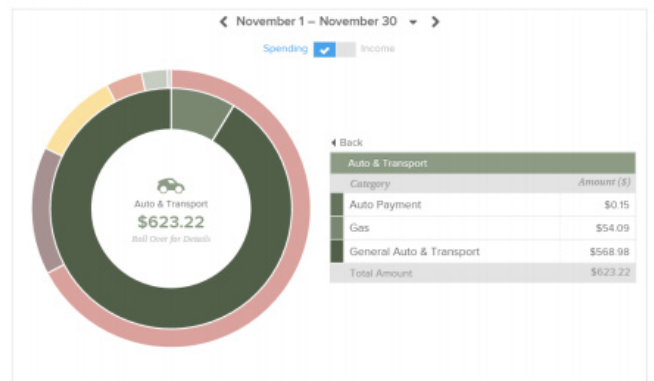 November 1 – November 30
Spending Income
Auto & Transport
$623.22
Roll Over for Details
Back
Auto & Transport
Category Amount ($)
Auto Payment $0.15
Gas $54.09
General Auto & Transport $568.98
Total Amount $623.22